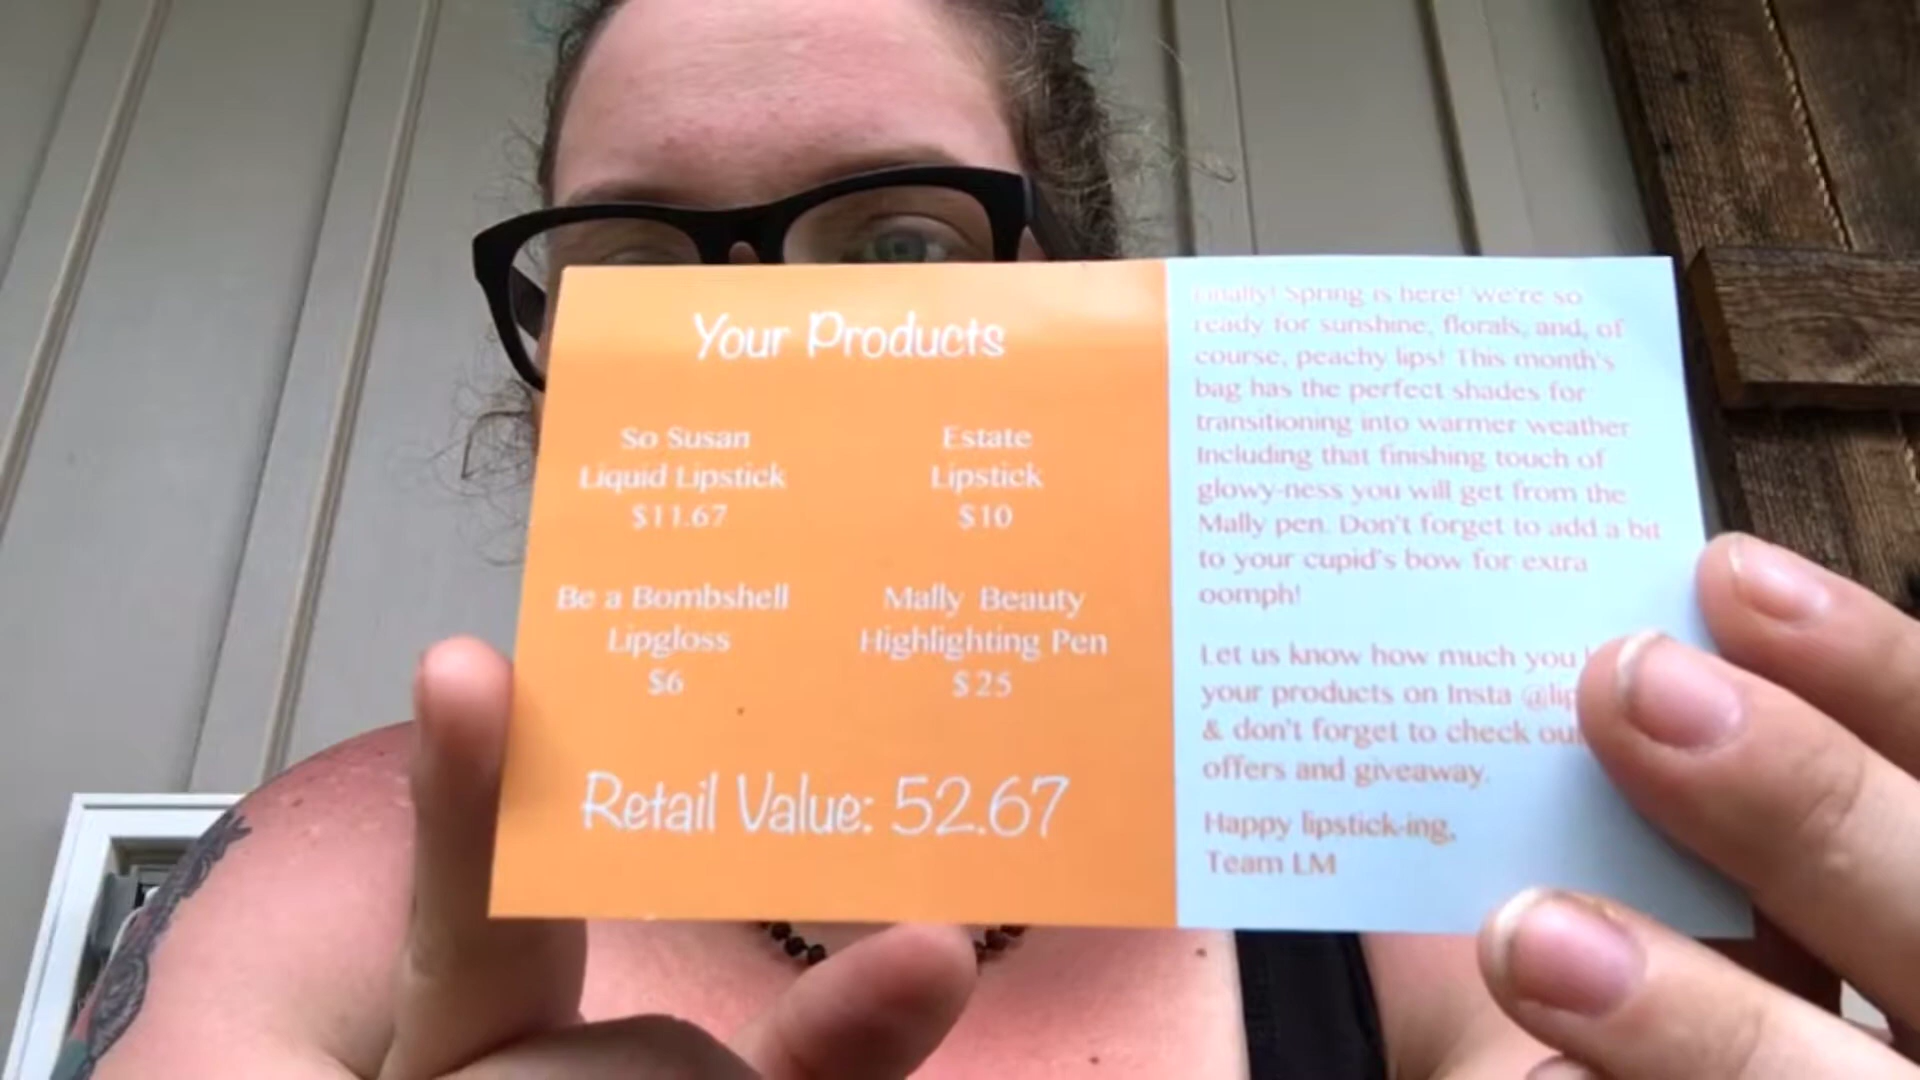 Your Products
So Susan
Liquid Lipstick
$11.67
Estate
Lipstick
$10
Be a Bombshell
Lipgloss
$6
Mally Beauty
Highlighting Pen
$25
Retail Value: 52.67
Finally! Spring is here! We're so
ready for sunshine, florals, and, of
course, peachy lips! This month's
bag has the perfect shades for
transitioning into warmer weather
Including that finishing touch of
glowy-ness you will get from the
Mally pen. Don't forget to add a bit
to your cupid's bow for extra
oomph!
Let us know how much you
your products on Insta
& don't forget to check
offers and giveaway.
Happy lipstick-ing,
Team LM